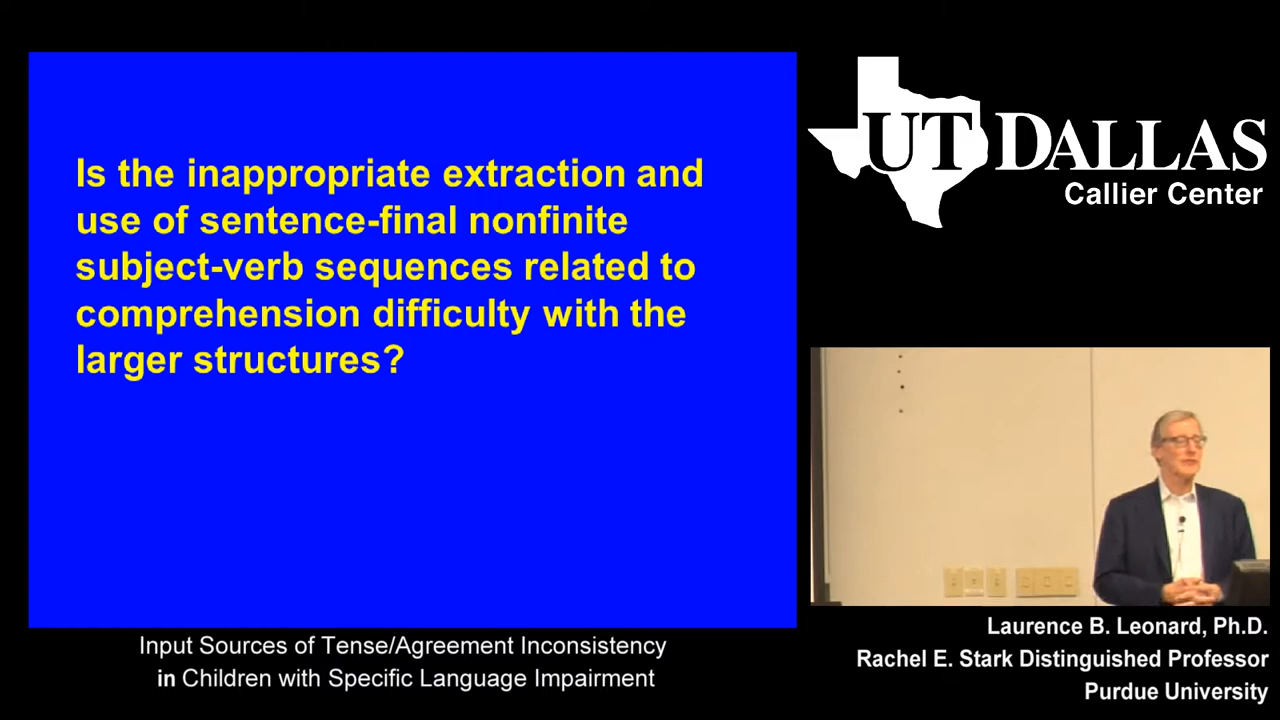 Is the inappropriate extraction and
use of sentence-final nonfinite
subject-verb sequences related to
comprehension difficulty with the
larger structures?
UT DALLAS
Callier Center
Input Sources of Tense/Agreement Inconsistency
in Children with Specific Language Impairment
Laurence B. Leonard, Ph.D.
Rachel E. Stark Distinguished Professor
Purdue University